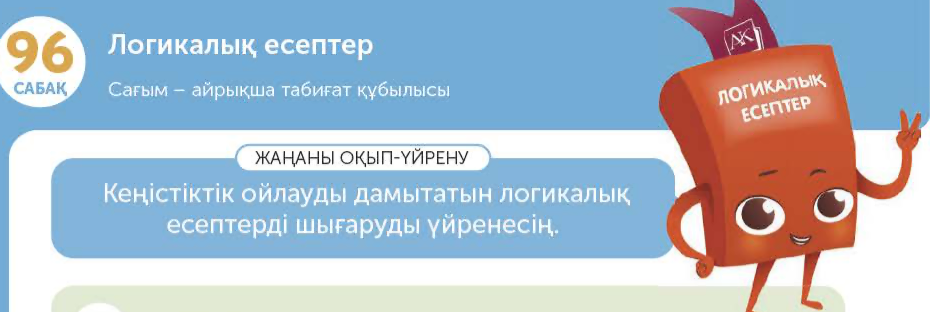 96
САБАҚ
Логикалық есептер
Сағым – айрықша табиғат құбылысы
АК
ЛОГИКАЛЫҚ
ЕСЕПТЕР
ЖАҢАНЫ ОҚЫП-ҮЙРЕНУ
Кеңістіктік ойлауды дамытатын логикалық
есептерді шығаруды үйренесің.